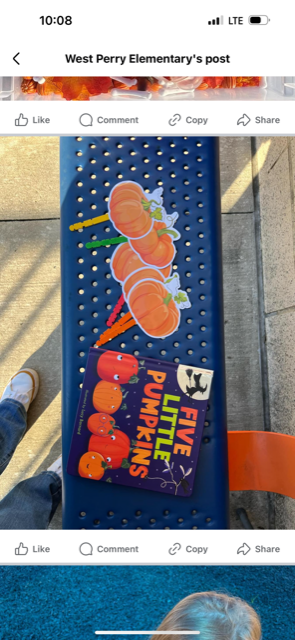 10:08
LTE
West Perry Elementary's post
Like
Comment
Copy
Share
FIVE
LITTLE
PUMPKINS
Like
Comment
Copy
Share